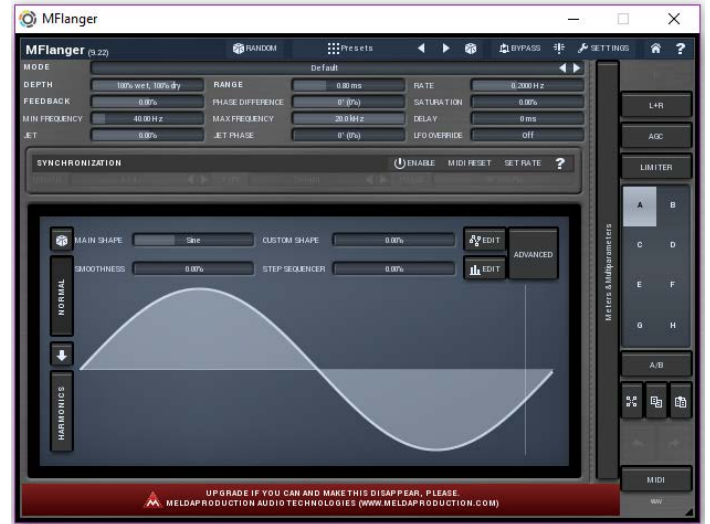 MFlanger
MFlanger (9.22) RANDOM Presets BYPASS SETTINGS ?
MODE Default
DEPTH 100% wet, 100% dry RANGE 0.80 ms RATE 0.2000 Hz
FEEDBACK 0.00% PHASE DIFFERENCE 0° (0%) SATURATION 0.00%
MIN FREQUENCY 40.00 Hz MAX FREQUENCY 20.0 kHz DELAY 0 ms
JET 0.00% JET PHASE 0° (0%) LFO OVERRIDE Off
SYNCHRONIZATION ENABLE MIDI RESET SET RATE ?
MAIN SHAPE Sine CUSTOM SHAPE 0.00% EDIT
ADVANCED
SMOOTHNESS 0.00% STEP SEQUENCER 0.00% EDIT
NORMAL
HARMONICS
Meters & Multiparameters
L+R
AGC
LIMITER
A B
C D
E F
G H
A/B
MIDI
WAV
UPGRADE IF YOU CAN AND MAKE THIS DISAPPEAR, PLEASE.
MELDAPRODUCTION AUDIO TECHNOLOGIES (WWW.MELDAPRODUCTION.COM)